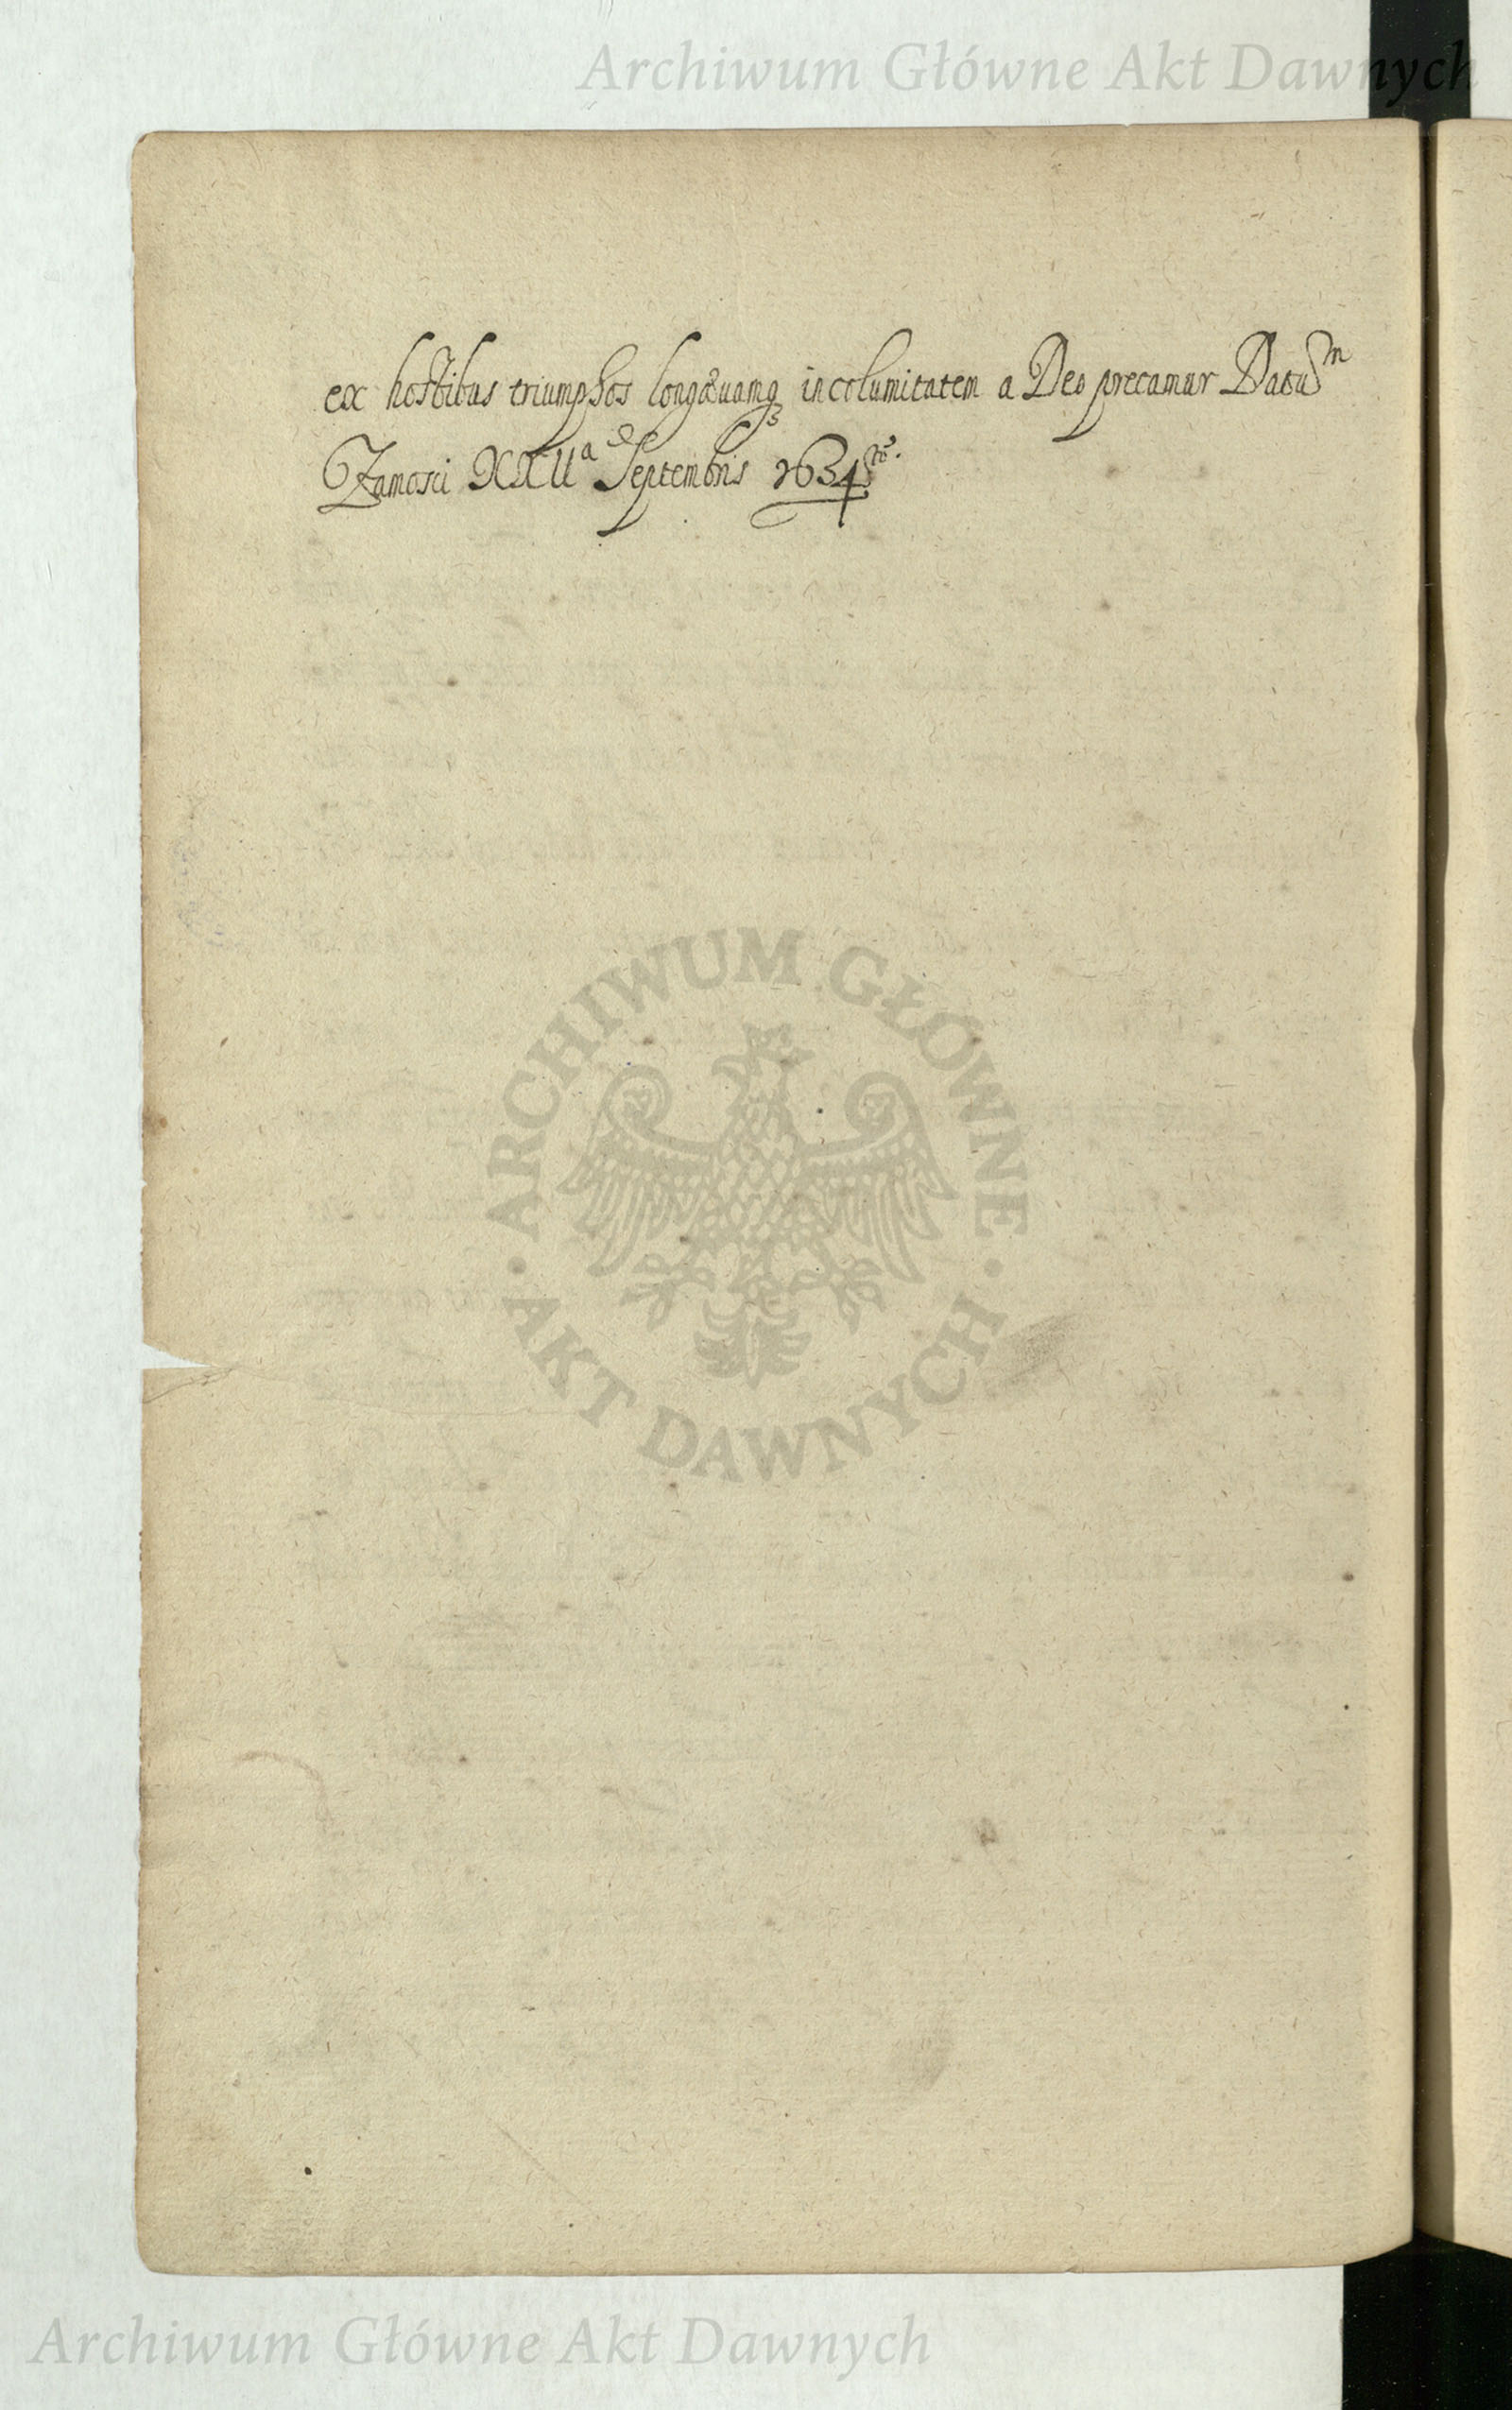 Archiwum Główne Akt Dawnych
ex hostibus triumphos longæuamq₃ incolumitatem a Deo precamur Datuᵐ
Zamosci XXIIᵃ Septembris 1634ᵗᵒ.
ARCHIWUM GŁÓWNE
AKT DAWNYCH
Archiwum Główne Akt Dawnych